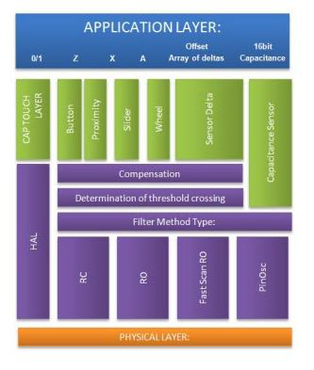 APPLICATION LAYER:
0/1 Z X A Offset Array of deltas 16bit Capacitance
CAP TOUCH LAYER
Button
Proximity
Slider
Wheel
Sensor Delta
Capacitance Sensor
HAL
Compensation
Determination of threshold crossing
Filter Method Type:
RC
RO
Fast Scan RO
PinOsc
PHYSICAL LAYER: